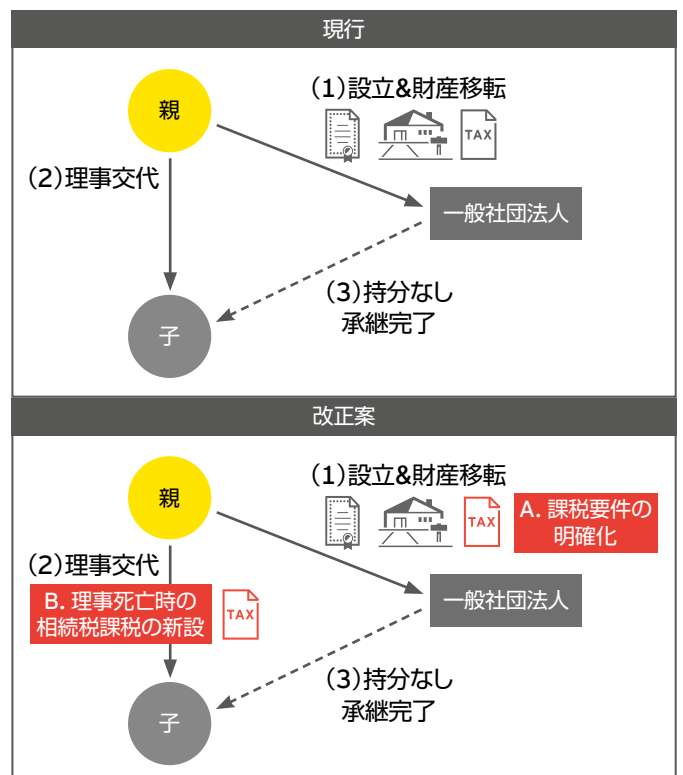 現行
親
(1)設立&財産移転
TAX
(2)理事交代
一般社団法人
(3)持分なし
承継完了
子
改正案
親
(1)設立&財産移転
TAX
A. 課税要件の
明確化
(2)理事交代
B. 理事死亡時の
相続税課税の新設
TAX
一般社団法人
(3)持分なし
承継完了
子